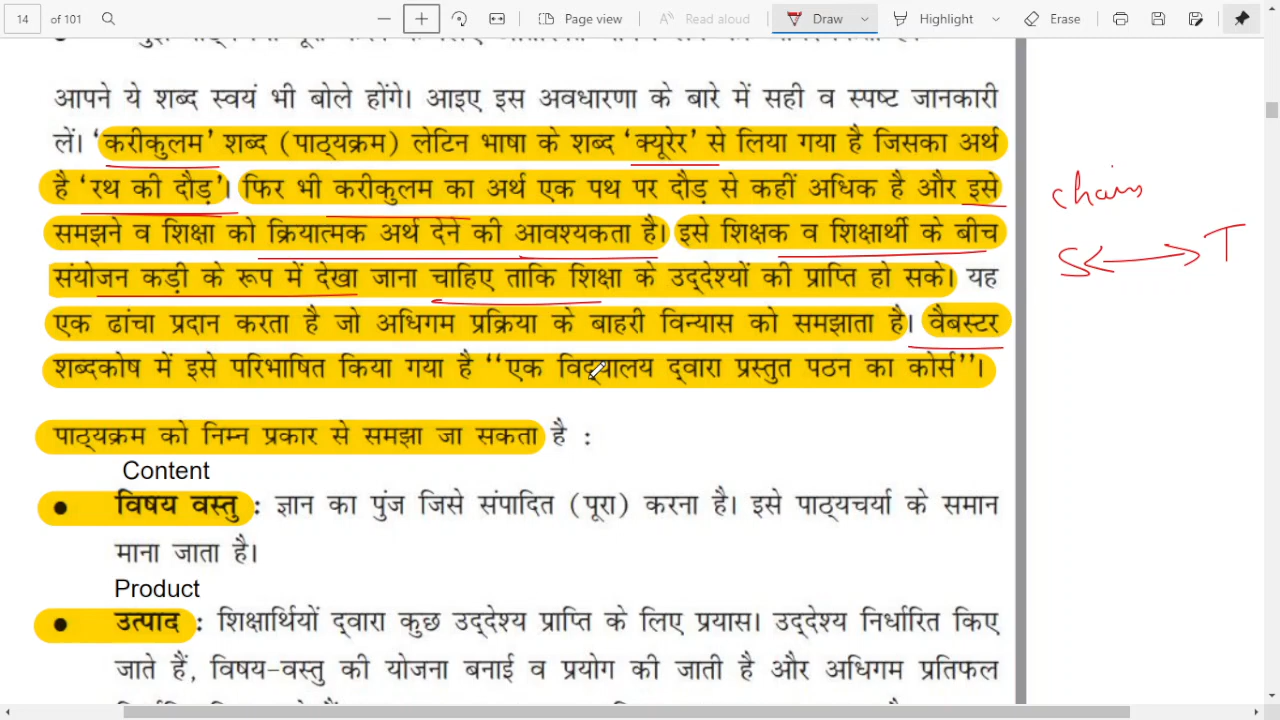 14 of 101 Page view Read aloud Draw Highlight Erase
आपने ये शब्द स्वयं भी बोले होंगे। आइए इस अवधारणा के बारे में सही व स्पष्ट जानकारी
लें। ‘करीकुलम’ शब्द (पाठ्यक्रम) लेटिन भाषा के शब्द ‘क्यूरेर’ से लिया गया है जिसका अर्थ
है ‘रथ की दौड़’। फिर भी करीकुलम का अर्थ एक पथ पर दौड़ से कहीं अधिक है और इसे
समझने व शिक्षा को क्रियात्मक अर्थ देने की आवश्यकता है। इसे शिक्षक व शिक्षार्थी के बीच
संयोजन कड़ी के रूप में देखा जाना चाहिए ताकि शिक्षा के उद्देश्यों की प्राप्ति हो सके। यह
एक ढांचा प्रदान करता है जो अधिगम प्रक्रिया के बाहरी विन्यास को समझाता है। वैबस्टर
शब्दकोष में इसे परिभाषित किया गया है ‘‘एक विद्यालय द्वारा प्रस्तुत पठन का कोर्स’’।
पाठ्यक्रम को निम्न प्रकार से समझा जा सकता है :
Content
● विषय वस्तु : ज्ञान का पुंज जिसे संपादित (पूरा) करना है। इसे पाठ्यचर्या के समान
माना जाता है।
Product
● उत्पाद : शिक्षार्थियों द्वारा कुछ उद्देश्य प्राप्ति के लिए प्रयास। उद्देश्य निर्धारित किए
जाते हैं, विषय-वस्तु की योजना बनाई व प्रयोग की जाती है और अधिगम प्रतिफल
chain
S T